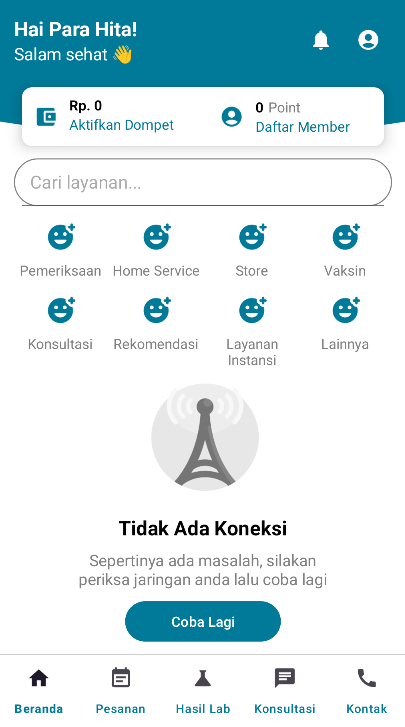 Hai Para Hita!
Salam sehat 👋
Rp. 0
Aktifkan Dompet
0 Point
Daftar Member
Cari layanan...
Pemeriksaan
Home Service
Store
Vaksin
Konsultasi
Rekomendasi
Layanan
Instansi
Lainnya
Tidak Ada Koneksi
Sepertinya ada masalah, silakan
periksa jaringan anda lalu coba lagi
Coba Lagi
Beranda
Pesanan
Hasil Lab
Konsultasi
Kontak